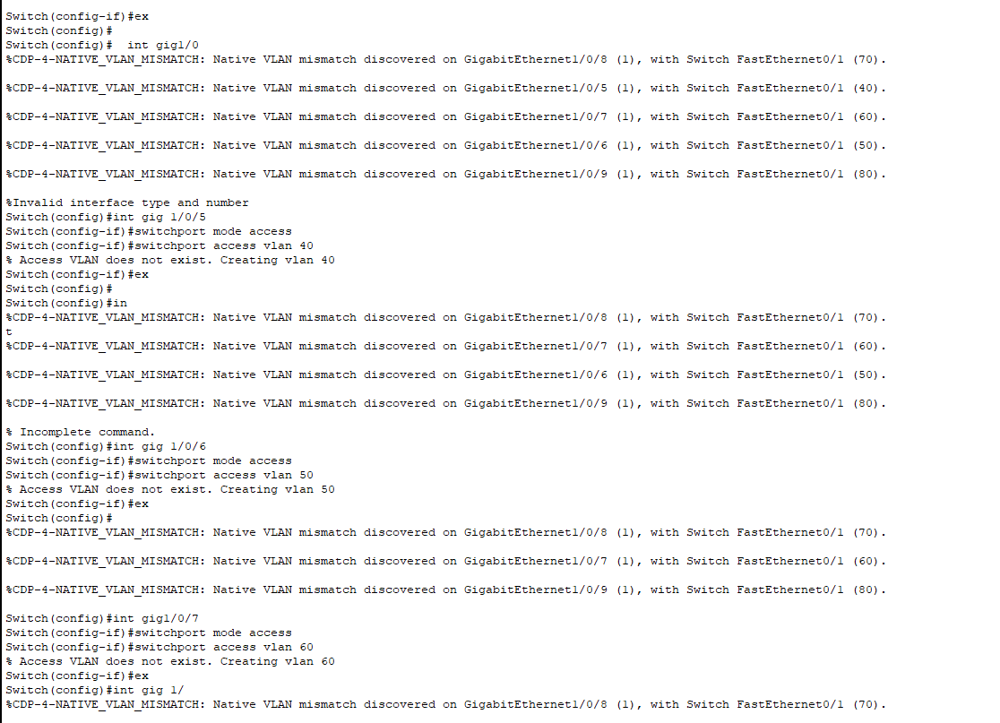 Switch(config-if)#ex
Switch(config)#
Switch(config)#  int gig1/0
%CDP-4-NATIVE_VLAN_MISMATCH: Native VLAN mismatch discovered on GigabitEthernet1/0/8 (1), with Switch FastEthernet0/1 (70).
%CDP-4-NATIVE_VLAN_MISMATCH: Native VLAN mismatch discovered on GigabitEthernet1/0/5 (1), with Switch FastEthernet0/1 (40).
%CDP-4-NATIVE_VLAN_MISMATCH: Native VLAN mismatch discovered on GigabitEthernet1/0/7 (1), with Switch FastEthernet0/1 (60).
%CDP-4-NATIVE_VLAN_MISMATCH: Native VLAN mismatch discovered on GigabitEthernet1/0/6 (1), with Switch FastEthernet0/1 (50).
%CDP-4-NATIVE_VLAN_MISMATCH: Native VLAN mismatch discovered on GigabitEthernet1/0/9 (1), with Switch FastEthernet0/1 (80).
%Invalid interface type and number
Switch(config)#int gig 1/0/5
Switch(config-if)#switchport mode access
Switch(config-if)#switchport access vlan 40
% Access VLAN does not exist. Creating vlan 40
Switch(config-if)#ex
Switch(config)#
Switch(config)#in
%CDP-4-NATIVE_VLAN_MISMATCH: Native VLAN mismatch discovered on GigabitEthernet1/0/8 (1), with Switch FastEthernet0/1 (70).
t
%CDP-4-NATIVE_VLAN_MISMATCH: Native VLAN mismatch discovered on GigabitEthernet1/0/7 (1), with Switch FastEthernet0/1 (60).
%CDP-4-NATIVE_VLAN_MISMATCH: Native VLAN mismatch discovered on GigabitEthernet1/0/6 (1), with Switch FastEthernet0/1 (50).
%CDP-4-NATIVE_VLAN_MISMATCH: Native VLAN mismatch discovered on GigabitEthernet1/0/9 (1), with Switch FastEthernet0/1 (80).
% Incomplete command.
Switch(config)#int gig 1/0/6
Switch(config-if)#switchport mode access
Switch(config-if)#switchport access vlan 50
% Access VLAN does not exist. Creating vlan 50
Switch(config-if)#ex
Switch(config)#
%CDP-4-NATIVE_VLAN_MISMATCH: Native VLAN mismatch discovered on GigabitEthernet1/0/8 (1), with Switch FastEthernet0/1 (70).
%CDP-4-NATIVE_VLAN_MISMATCH: Native VLAN mismatch discovered on GigabitEthernet1/0/7 (1), with Switch FastEthernet0/1 (60).
%CDP-4-NATIVE_VLAN_MISMATCH: Native VLAN mismatch discovered on GigabitEthernet1/0/9 (1), with Switch FastEthernet0/1 (80).
Switch(config)#int gig1/0/7
Switch(config-if)#switchport mode access
Switch(config-if)#switchport access vlan 60
% Access VLAN does not exist. Creating vlan 60
Switch(config-if)#ex
Switch(config)#int gig 1/
%CDP-4-NATIVE_VLAN_MISMATCH: Native VLAN mismatch discovered on GigabitEthernet1/0/8 (1), with Switch FastEthernet0/1 (70).